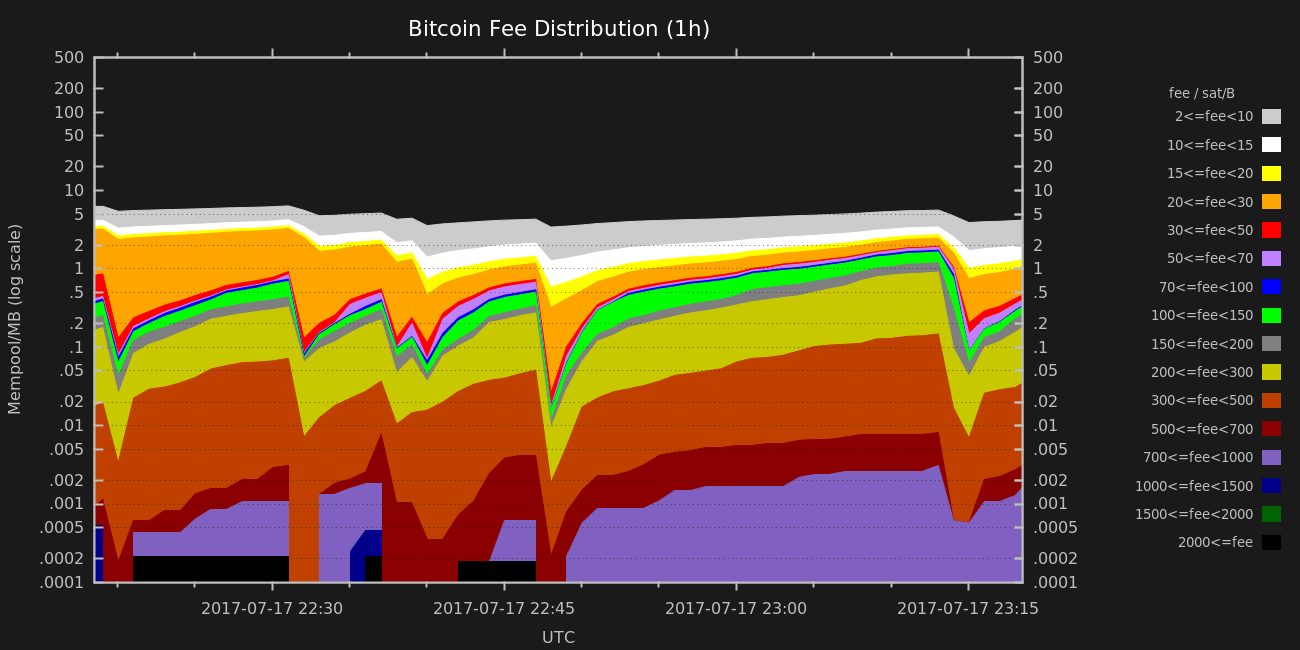 Bitcoin Fee Distribution (1h)
500 500
200 200
100 100
50 50
20 20
10 10
5 5
2 2
1 1
.5 .5
.2 .2
.1 .1
.05 .05
.02 .02
.01 .01
.005 .005
.002 .002
.001 .001
.0005 .0005
.0002 .0002
.0001 .0001
Mempool/MB (log scale)
2017-07-17 22:30 2017-07-17 22:45 2017-07-17 23:00 2017-07-17 23:15
UTC
fee / sat/B
2<=fee<10
10<=fee<15
15<=fee<20
20<=fee<30
30<=fee<50
50<=fee<70
70<=fee<100
100<=fee<150
150<=fee<200
200<=fee<300
300<=fee<500
500<=fee<700
700<=fee<1000
1000<=fee<1500
1500<=fee<2000
2000<=fee